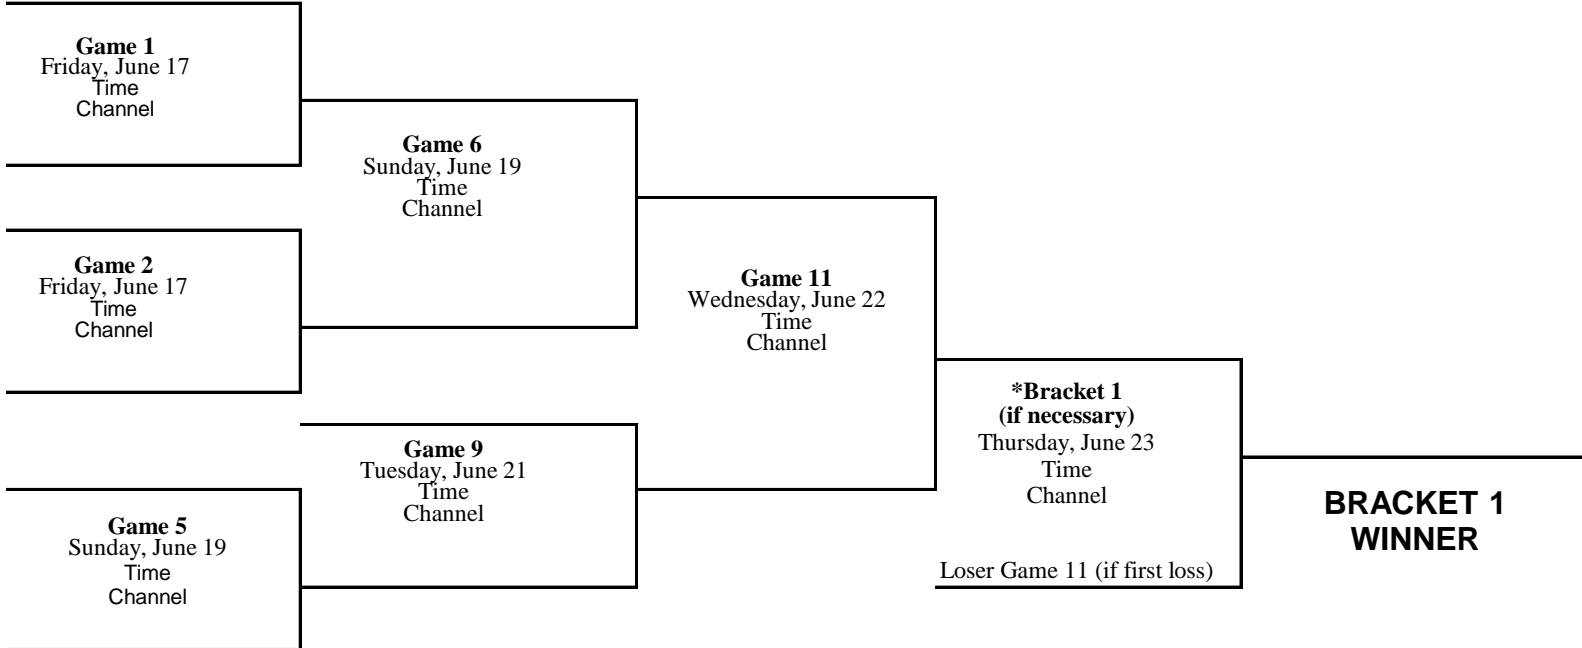 Game 1
Friday, June 17
Time
Channel
Game 6
Sunday, June 19
Time
Channel
Game 2
Friday, June 17
Time
Channel
Game 11
Wednesday, June 22
Time
Channel
*Bracket 1
(if necessary)
Thursday, June 23
Time
Channel
Game 9
Tuesday, June 21
Time
Channel
Game 5
Sunday, June 19
Time
Channel
Loser Game 11 (if first loss)
BRACKET 1
WINNER